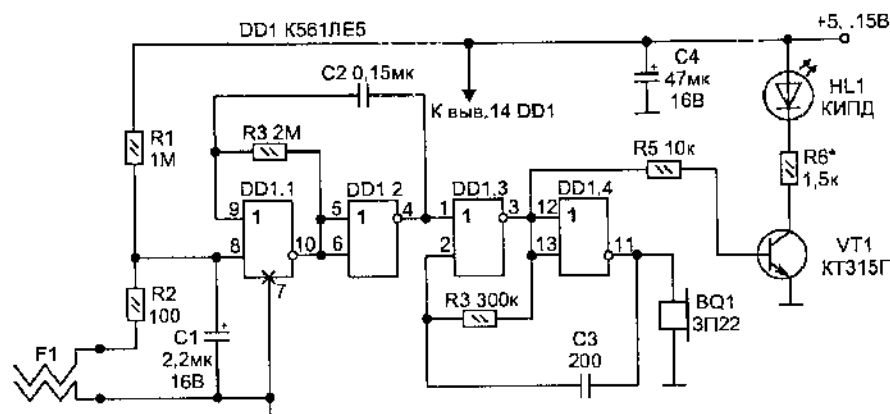 DD1 К561ЛЕ5
+5, .15В
C2 0,15мк
C4
47мк
16В
HL1
КИПД
К выв.14 DD1
R1
1М
R3 2М
R5 10к
R6*
1,5к
DD1.1
DD1.2
DD1.3
DD1.4
9
1
8
10
7
5
1
6
4
1
1
2
3
12
1
13
11
VT1
КТ315Г
R2
100
C1
2,2мк
16В
R3 300к
BQ1
ЗП22
C3
200
F1